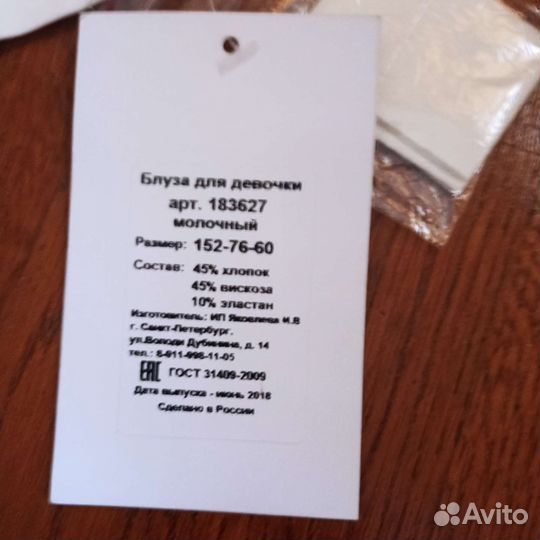 Блуза для девочки
арт. 183627
молочный
Размер: 152-76-60
Состав: 45% хлопок
45% вискоза
10% эластан
Изготовитель: ИП Яковлева И.В
г. Санкт-Петербург.
ул.Володи Дубинина, д. 14
тел.: 8-911-998-11-05
EAC ГОСТ 31409-2009
Дата выпуска - июнь 2018
Сделано в России
Avito